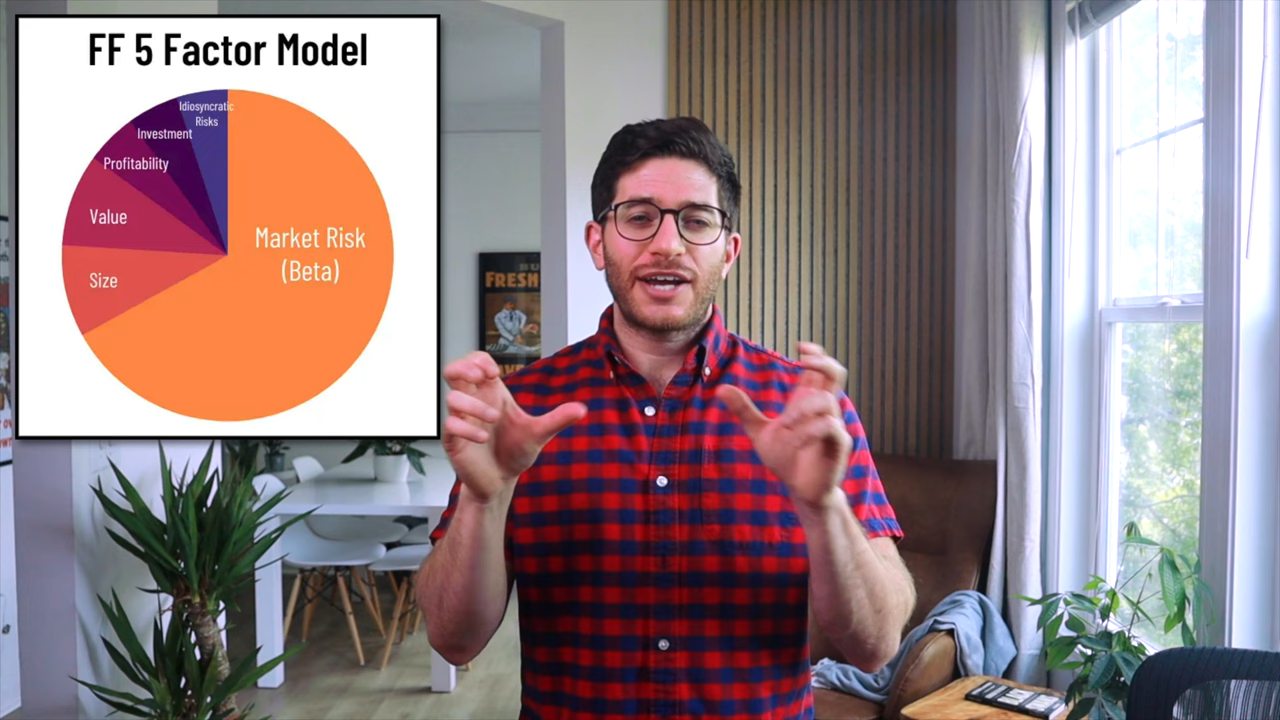 FF 5 Factor Model
Idiosyncratic
Risks
Investment
Profitability
Value
Size
Market Risk
(Beta)
FRESH